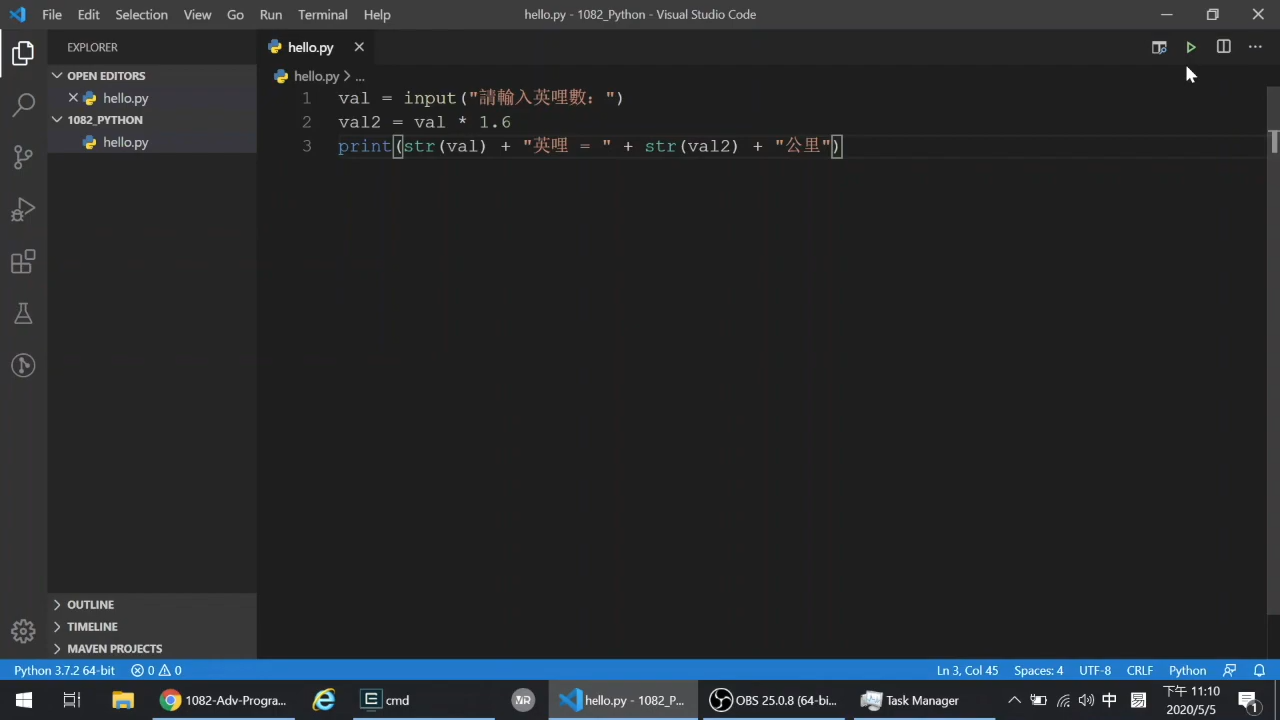 File Edit Selection View Go Run Terminal Help hello.py - 1082_Python - Visual Studio Code
EXPLORER
hello.py
OPEN EDITORS
hello.py
1082_PYTHON
hello.py
hello.py > ...
1 val = input("請輸入英哩數: ")
2 val2 = val * 1.6
3 print(str(val) + "英哩 = " + str(val2) + "公里")
OUTLINE
TIMELINE
MAVEN PROJECTS
Python 3.7.2 64-bit 0 0 Ln 3, Col 45 Spaces: 4 UTF-8 CRLF Python
1082-Adv-Progra... cmd hello.py - 1082_P... OBS 25.0.8 (64-bi... Task Manager 中 下午 11:10
2020/5/5
1